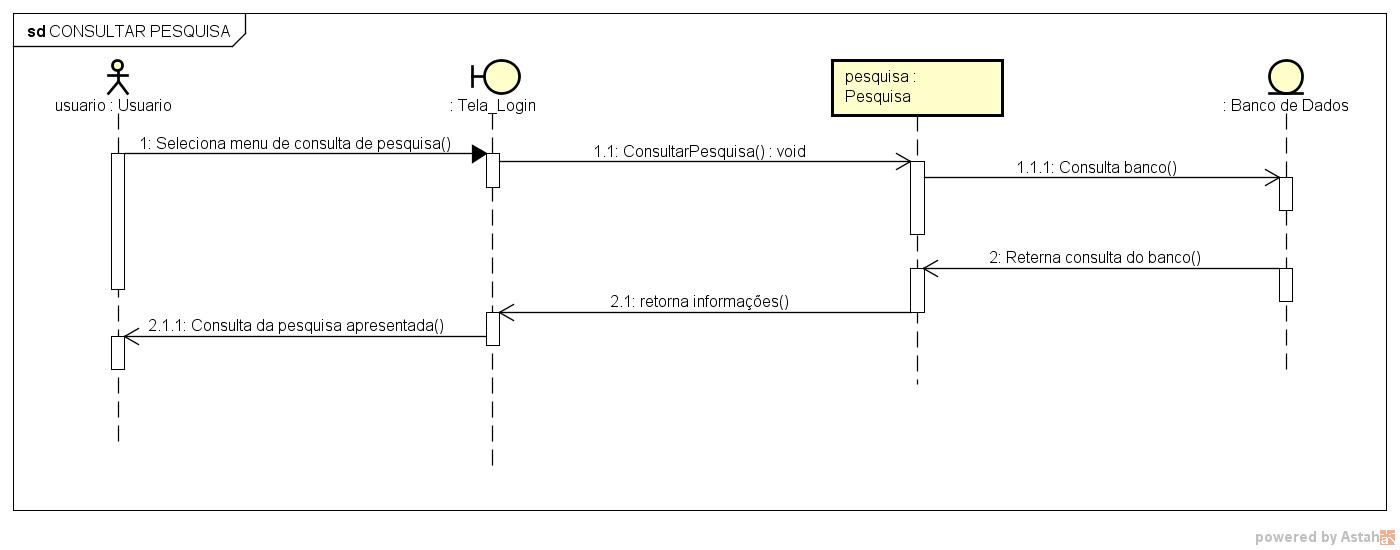 sd CONSULTAR PESQUISA
usuario : Usuario
: Tela_Login
pesquisa :
Pesquisa
: Banco de Dados
1: Seleciona menu de consulta de pesquisa()
1.1: ConsultarPesquisa() : void
1.1.1: Consulta banco()
2: Reterna consulta do banco()
2.1: retorna informações()
2.1.1: Consulta da pesquisa apresentada()
powered by Astah